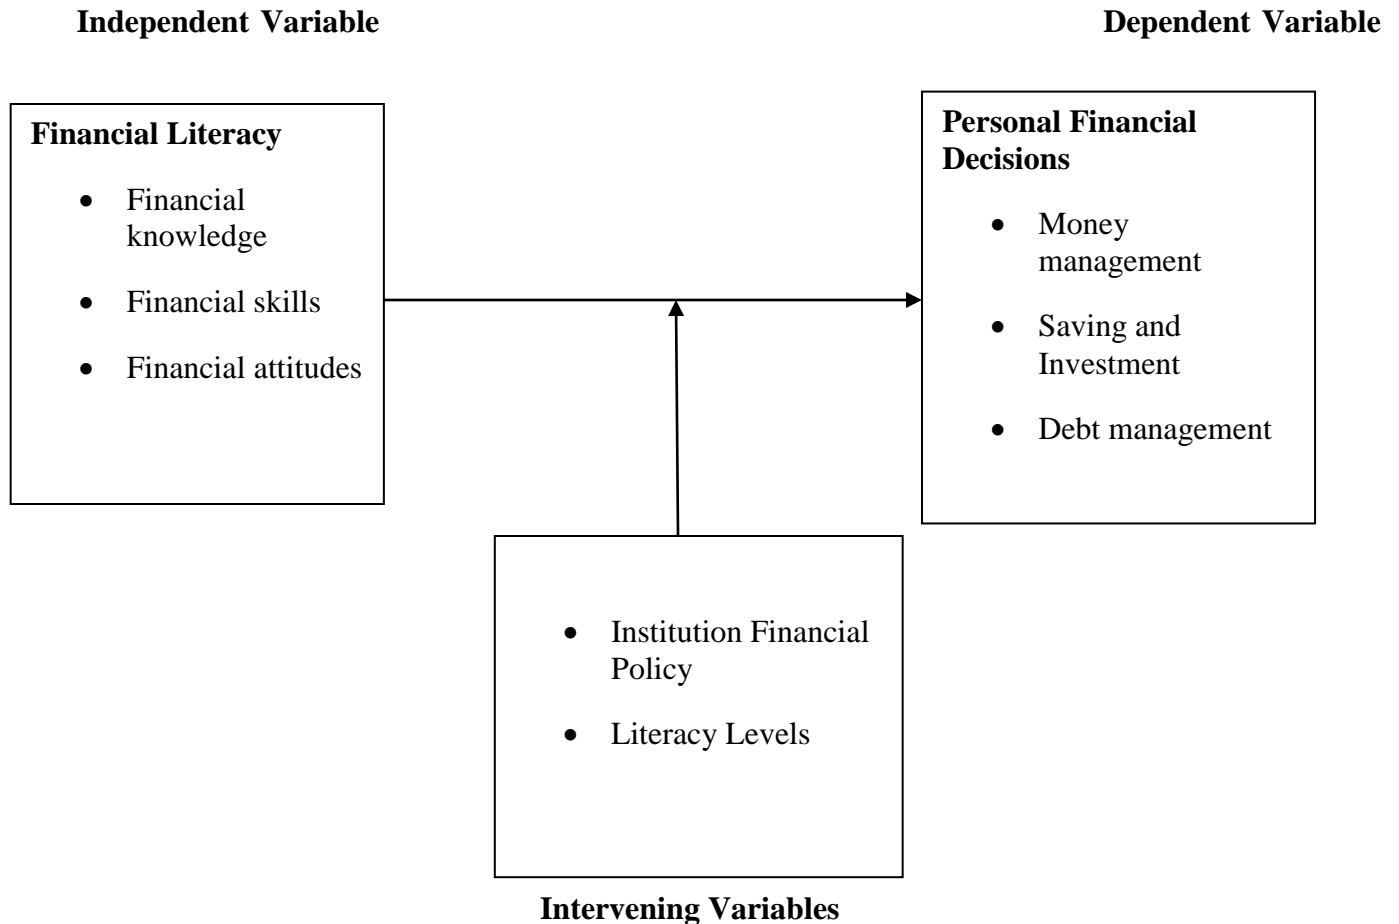 Independent Variable
Dependent Variable
Financial Literacy
• Financial
knowledge
• Financial skills
• Financial attitudes
Personal Financial
Decisions
• Money
management
• Saving and
Investment
• Debt management
• Institution Financial
Policy
• Literacy Levels
Intervening Variables